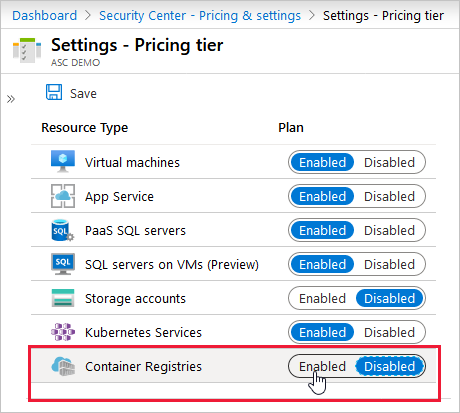 Dashboard > Security Center - Pricing & settings > Settings - Pricing tier
Settings - Pricing tier
ASC DEMO
» Save
Resource Type Plan
Virtual machines Enabled Disabled
App Service Enabled Disabled
SQL PaaS SQL servers Enabled Disabled
SQL SQL servers on VMs (Preview) Enabled Disabled
Storage accounts Enabled Disabled
Kubernetes Services Enabled Disabled
Container Registries Enabled Disabled